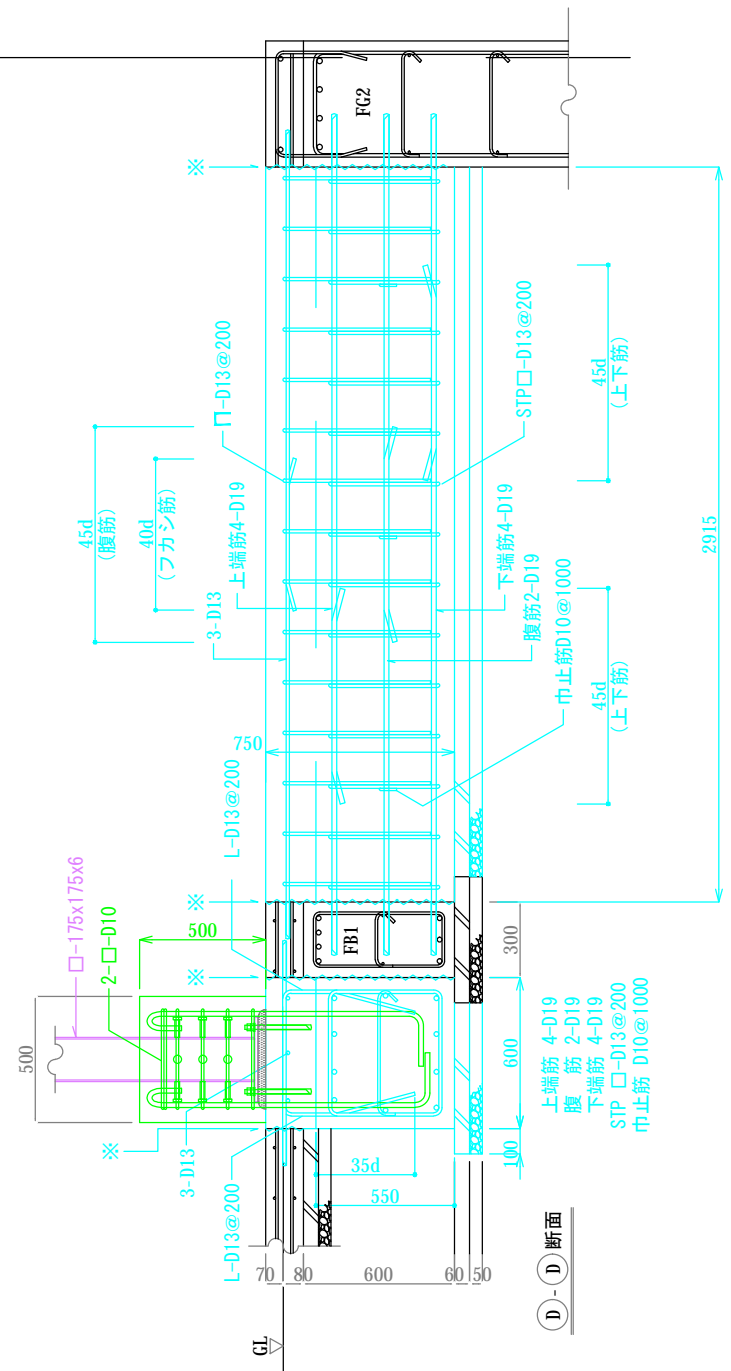 GL
D - D 断面
70
80
600
60
50
L-D13@200
3-D13
※
500
2-□-D10
□-175x175x6
500
35d
550
100
600
300
上端筋 4-D19
腹 筋 2-D19
下端筋 4-D19
STP □-D13@200
巾止筋 D10@1000
※
※
FB1
L-D13@200
750
3-D13
上端筋4-D19
⊓-D13@200
45d
(腹筋)
40d
(フカシ筋)
下端筋4-D19
腹筋2-D19
巾止筋D10@1000
STP□-D13@200
45d
(上下筋)
45d
(上下筋)
2915
※
FG2